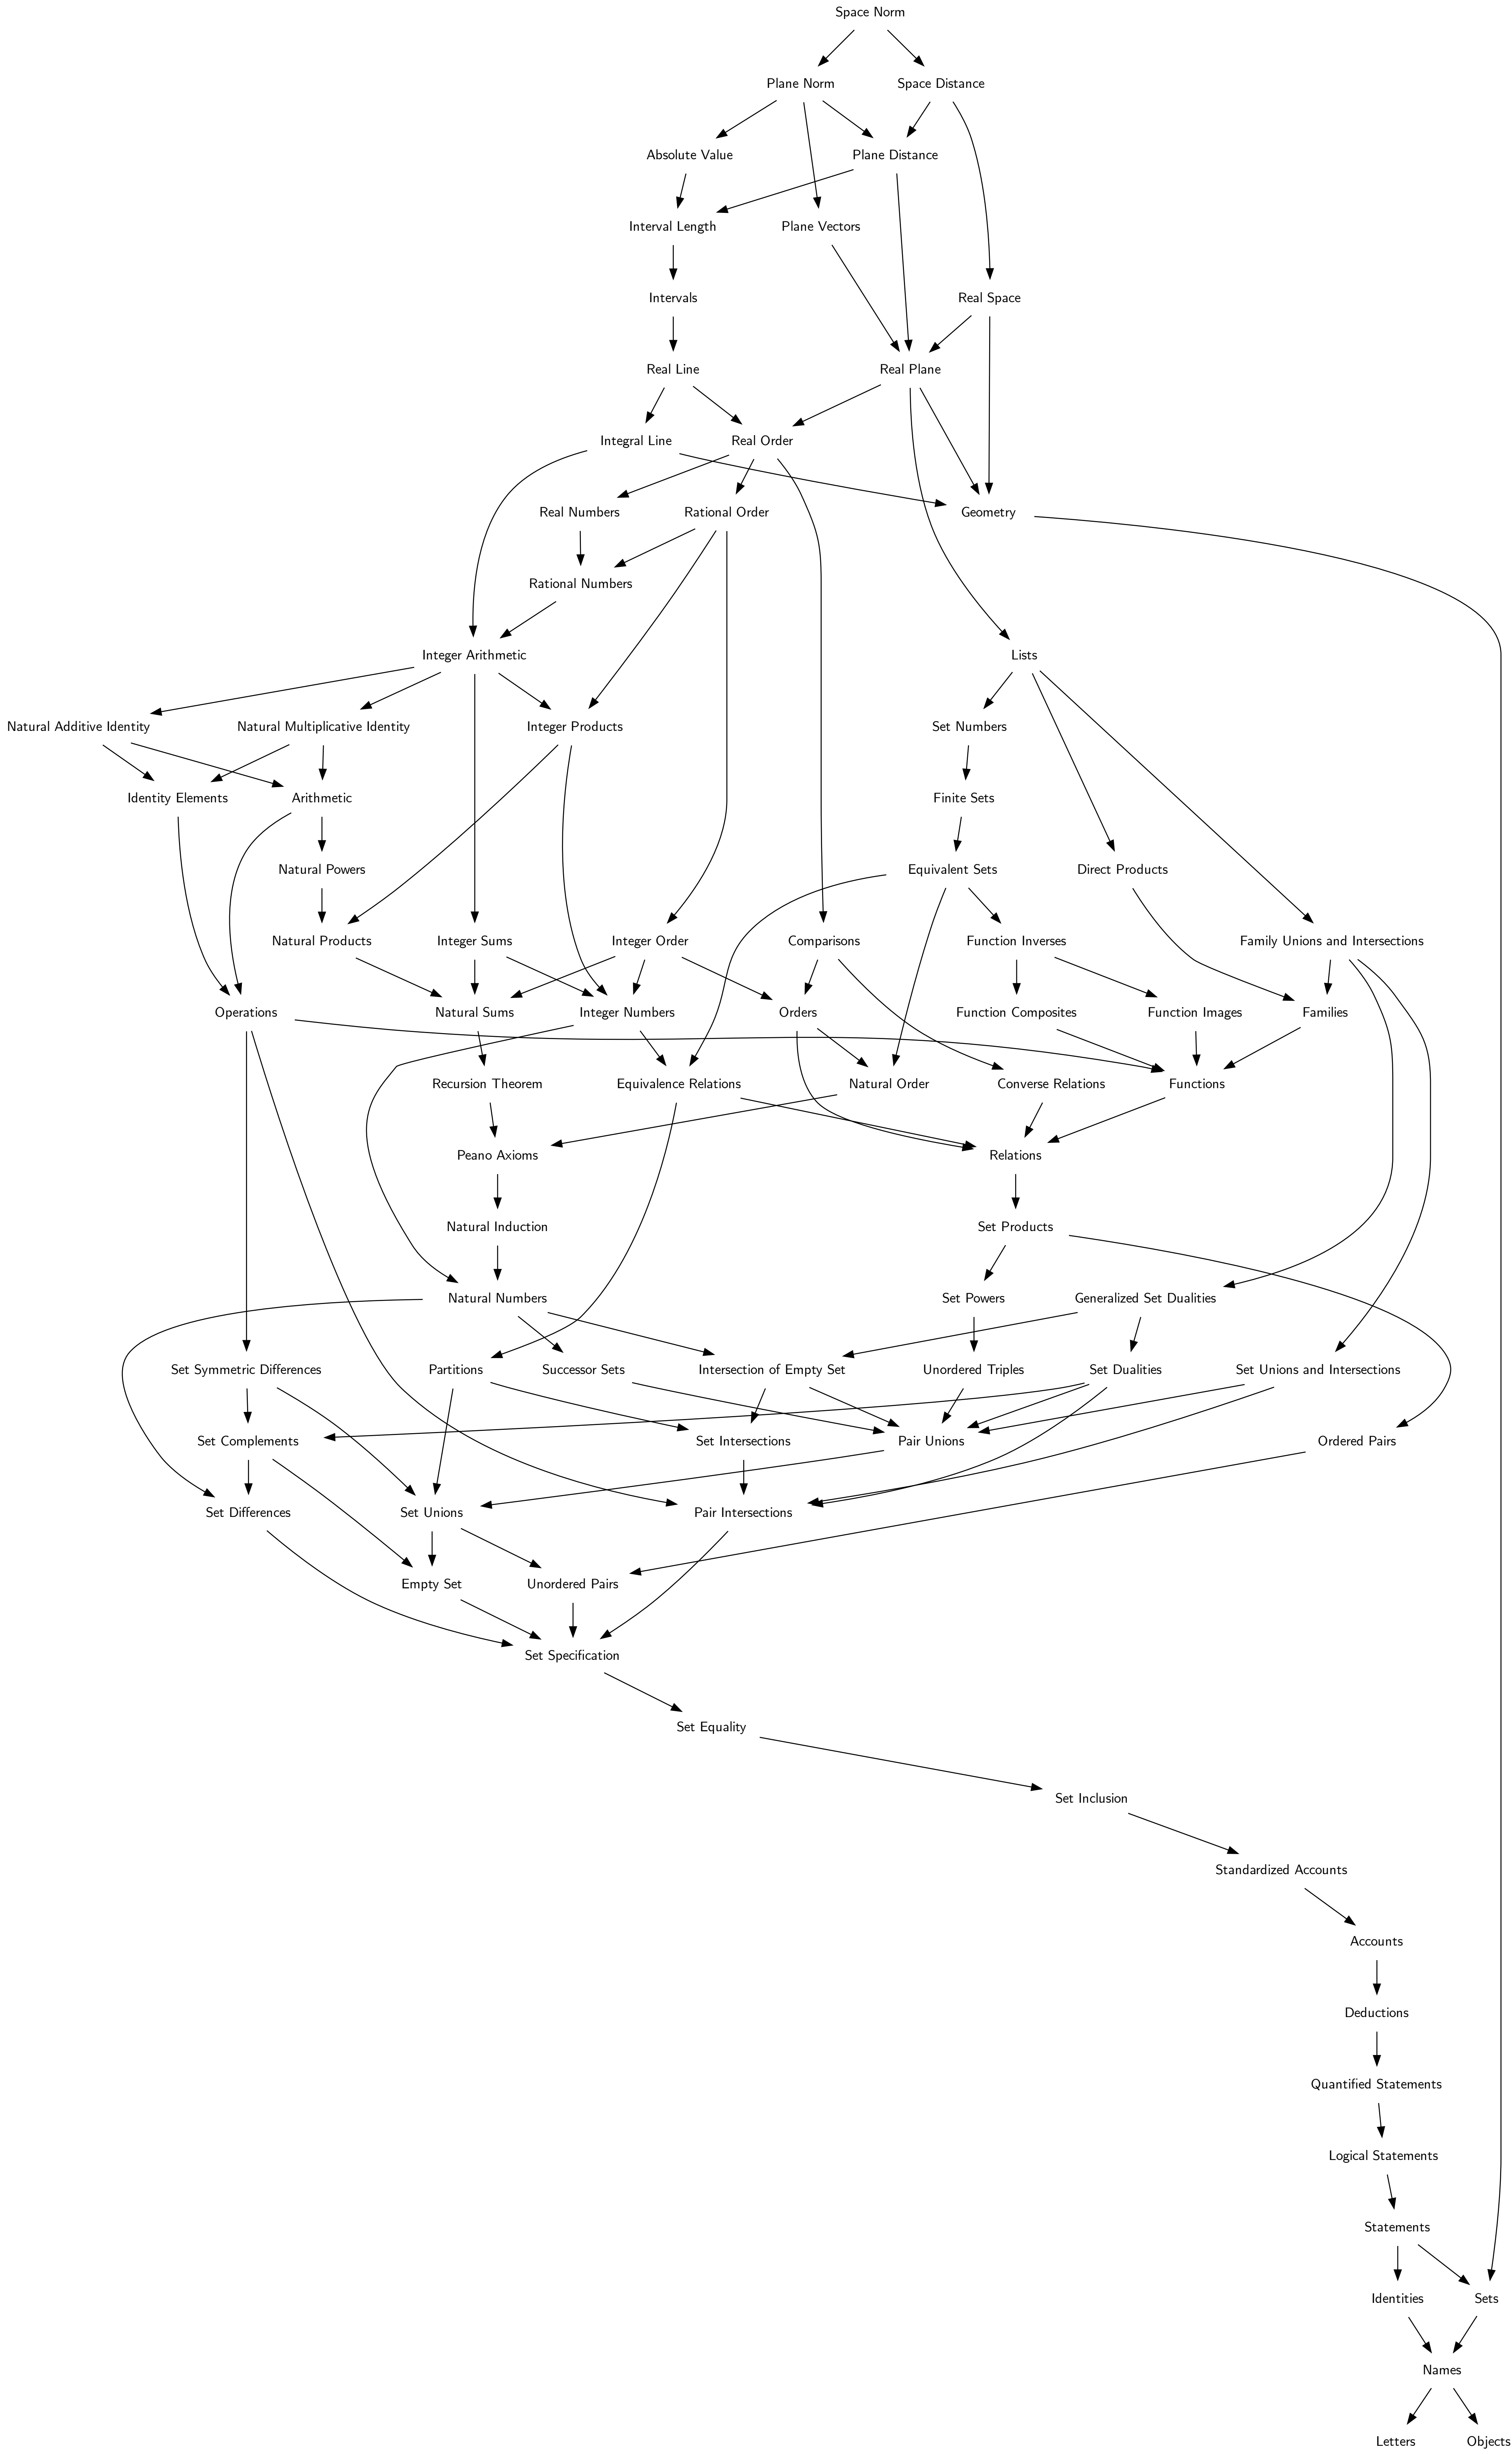 Space Norm
Plane Norm
Space Distance
Absolute Value
Plane Distance
Interval Length
Plane Vectors
Intervals
Real Space
Real Line
Real Plane
Integral Line
Real Order
Real Numbers
Rational Order
Geometry
Rational Numbers
Integer Arithmetic
Lists
Natural Additive Identity
Natural Multiplicative Identity
Integer Products
Set Numbers
Identity Elements
Arithmetic
Finite Sets
Natural Powers
Equivalent Sets
Direct Products
Natural Products
Integer Sums
Integer Order
Comparisons
Function Inverses
Family Unions and Intersections
Operations
Natural Sums
Integer Numbers
Orders
Function Composites
Function Images
Families
Recursion Theorem
Equivalence Relations
Natural Order
Converse Relations
Functions
Peano Axioms
Relations
Natural Induction
Set Products
Natural Numbers
Set Powers
Generalized Set Dualities
Set Symmetric Differences
Partitions
Successor Sets
Intersection of Empty Set
Unordered Triples
Set Dualities
Set Unions and Intersections
Set Complements
Set Intersections
Pair Unions
Ordered Pairs
Set Differences
Set Unions
Pair Intersections
Empty Set
Unordered Pairs
Set Specification
Set Equality
Set Inclusion
Standardized Accounts
Accounts
Deductions
Quantified Statements
Logical Statements
Statements
Identities
Sets
Names
Letters
Objects